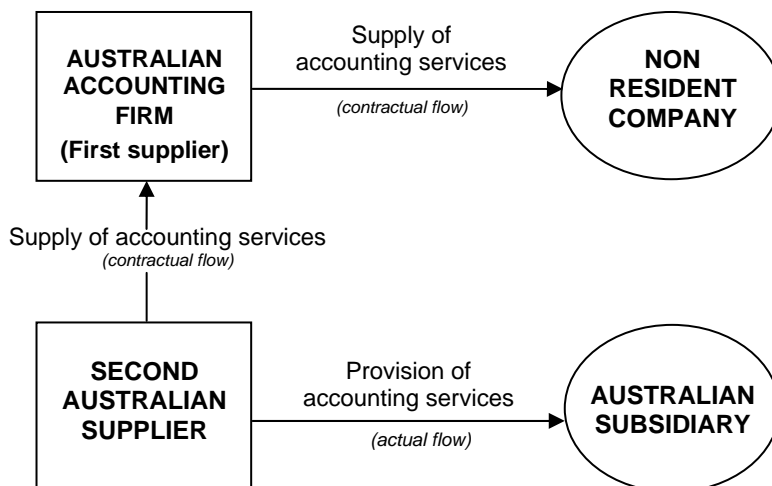 AUSTRALIAN
ACCOUNTING
FIRM
(First supplier)
Supply of
accounting services
(contractual flow)
NON
RESIDENT
COMPANY
Supply of accounting services
(contractual flow)
SECOND
AUSTRALIAN
SUPPLIER
Provision of
accounting services
(actual flow)
AUSTRALIAN
SUBSIDIARY